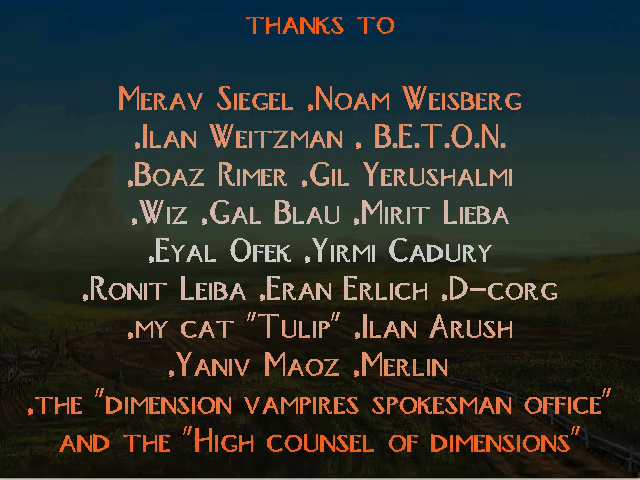 THANKS TO
Merav Siegel ,Noam Weisberg
,Ilan Weitzman , B.E.T.O.N.
,Boaz Rimer ,Gil Yerushalmi
,Wiz ,Gal Blau ,Mirit Lieba
,Eyal Ofek ,Yirmi Cadury
,Ronit Leiba ,Eran Erlich ,D-corg
,my cat "Tulip" ,Ilan Arush
,Yaniv Maoz ,Merlin
,the "dimension vampires spokesman office"
and the "High counsel of dimensions"